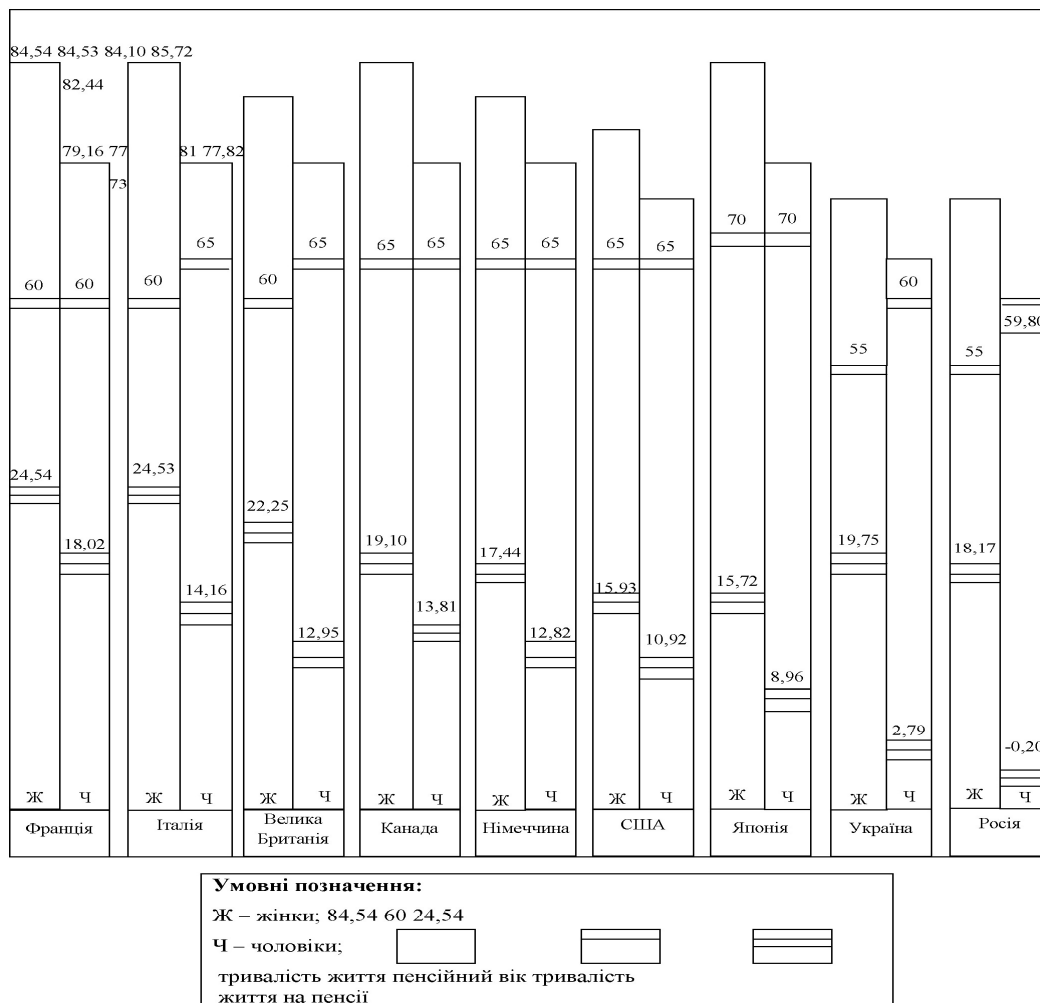 84,54 84,53 84,10 85,72
82,44
79,16 77
81 77,82
73
70 70
65 65 65 65 65 65 65
60 60 60 60 60
59,80
55 55
24,54 24,53
22,25
18,02 19,10 17,44 19,75 18,17
14,16 15,93 15,72
12,95 13,81 12,82 10,92
8,96
2,79 -0,20
Ж Ч Ж Ч Ж Ч Ж Ч Ж Ч Ж Ч Ж Ч Ж Ч Ж Ч
Франція Італія Велика Канада Німеччина США Японія Україна Росія
Британія
Умовні позначення:
Ж – жінки; 84,54 60 24,54
Ч – чоловіки;
тривалість життя пенсійний вік тривалість
життя на пенсії